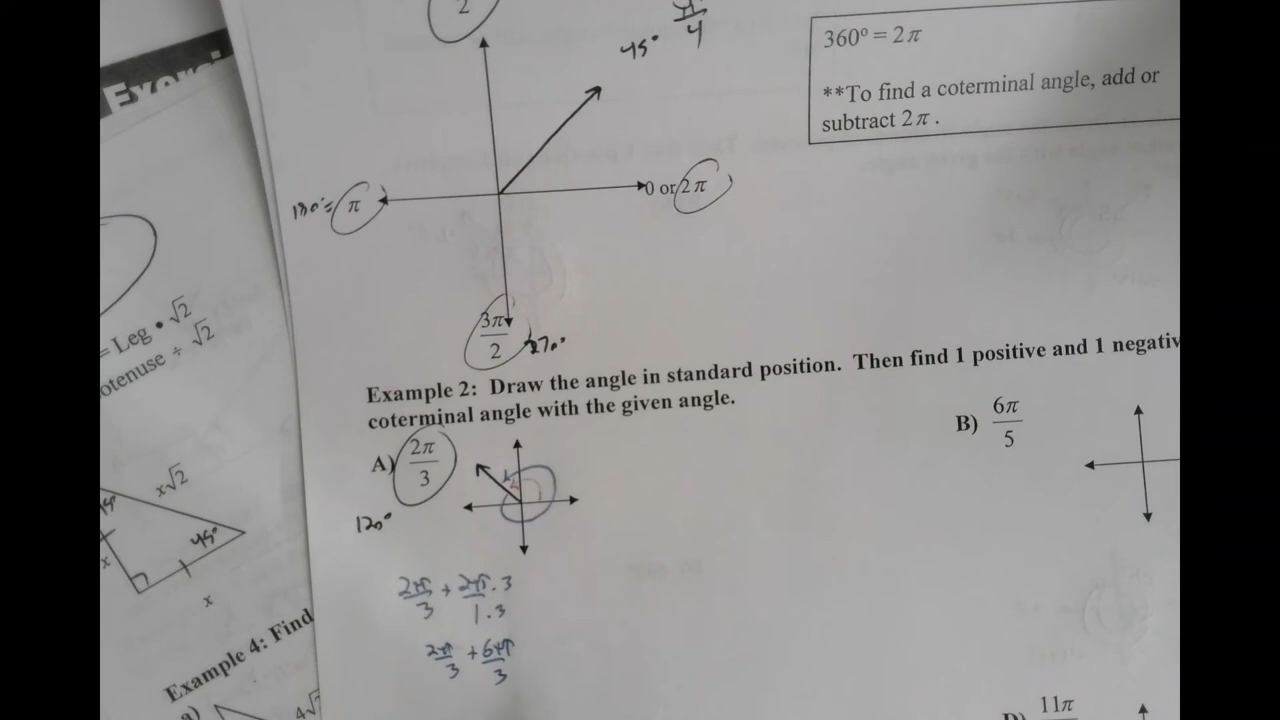 2
45° π/4
360° = 2π
**To find a coterminal angle, add or
subtract 2π.
180°= π
0 or 2π
3π/2 270°
Example 2: Draw the angle in standard position. Then find 1 positive and 1 negativ
coterminal angle with the given angle.
A) 2π/3
120°
2π/3 + 2π·3/1·3
2π/3 + 6π/3
B) 6π/5
11π
= Leg • √2
otenuse ÷ √2
x√2
45°
x
x
Example 4: Find
a)